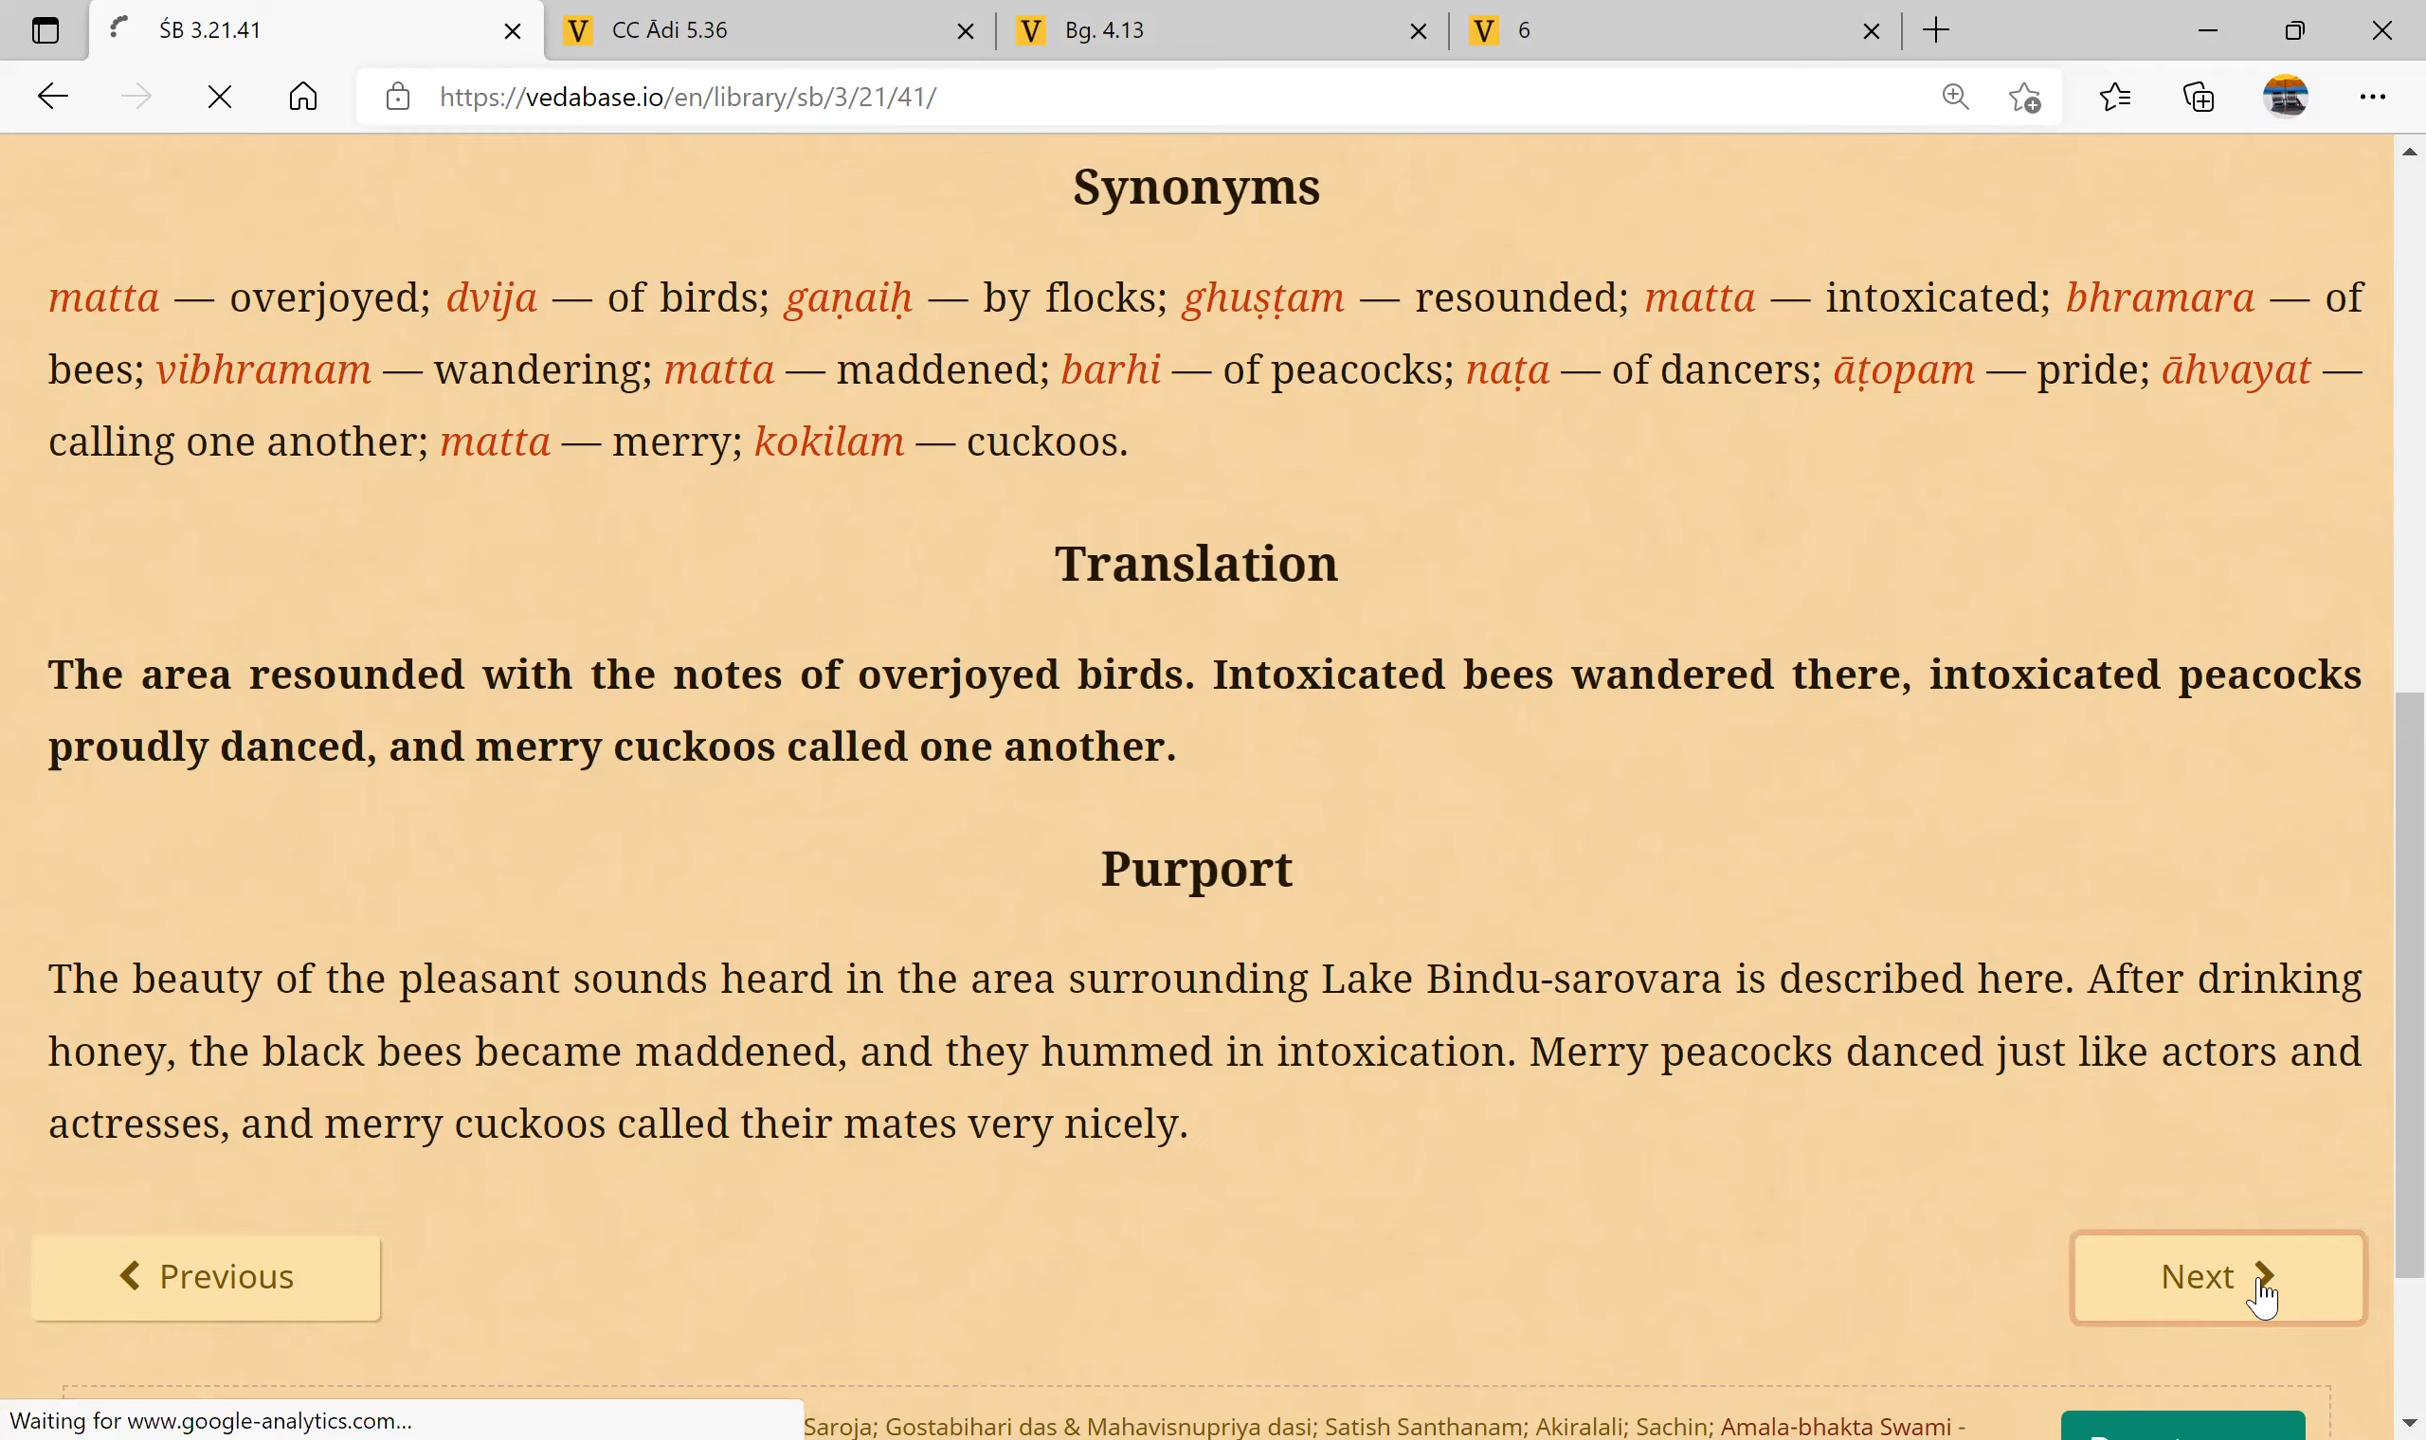 ŚB 3.21.41
CC Ādi 5.36
Bg. 4.13
6
https://vedabase.io/en/library/sb/3/21/41/
Synonyms
matta — overjoyed; dvija — of birds; gaṇaiḥ — by flocks; ghuṣṭam — resounded; matta — intoxicated; bhramara — of
bees; vibhramam — wandering; matta — maddened; barhi — of peacocks; naṭa — of dancers; āṭopam — pride; āhvayat —
calling one another; matta — merry; kokilam — cuckoos.
Translation
The area resounded with the notes of overjoyed birds. Intoxicated bees wandered there, intoxicated peacocks
proudly danced, and merry cuckoos called one another.
Purport
The beauty of the pleasant sounds heard in the area surrounding Lake Bindu-sarovara is described here. After drinking
honey, the black bees became maddened, and they hummed in intoxication. Merry peacocks danced just like actors and
actresses, and merry cuckoos called their mates very nicely.
Previous
Next
Waiting for www.google-analytics.com...
Saroja; Gostabihari das & Mahavisnupriya dasi; Satish Santhanam; Akiralali; Sachin; Amala-bhakta Swami -